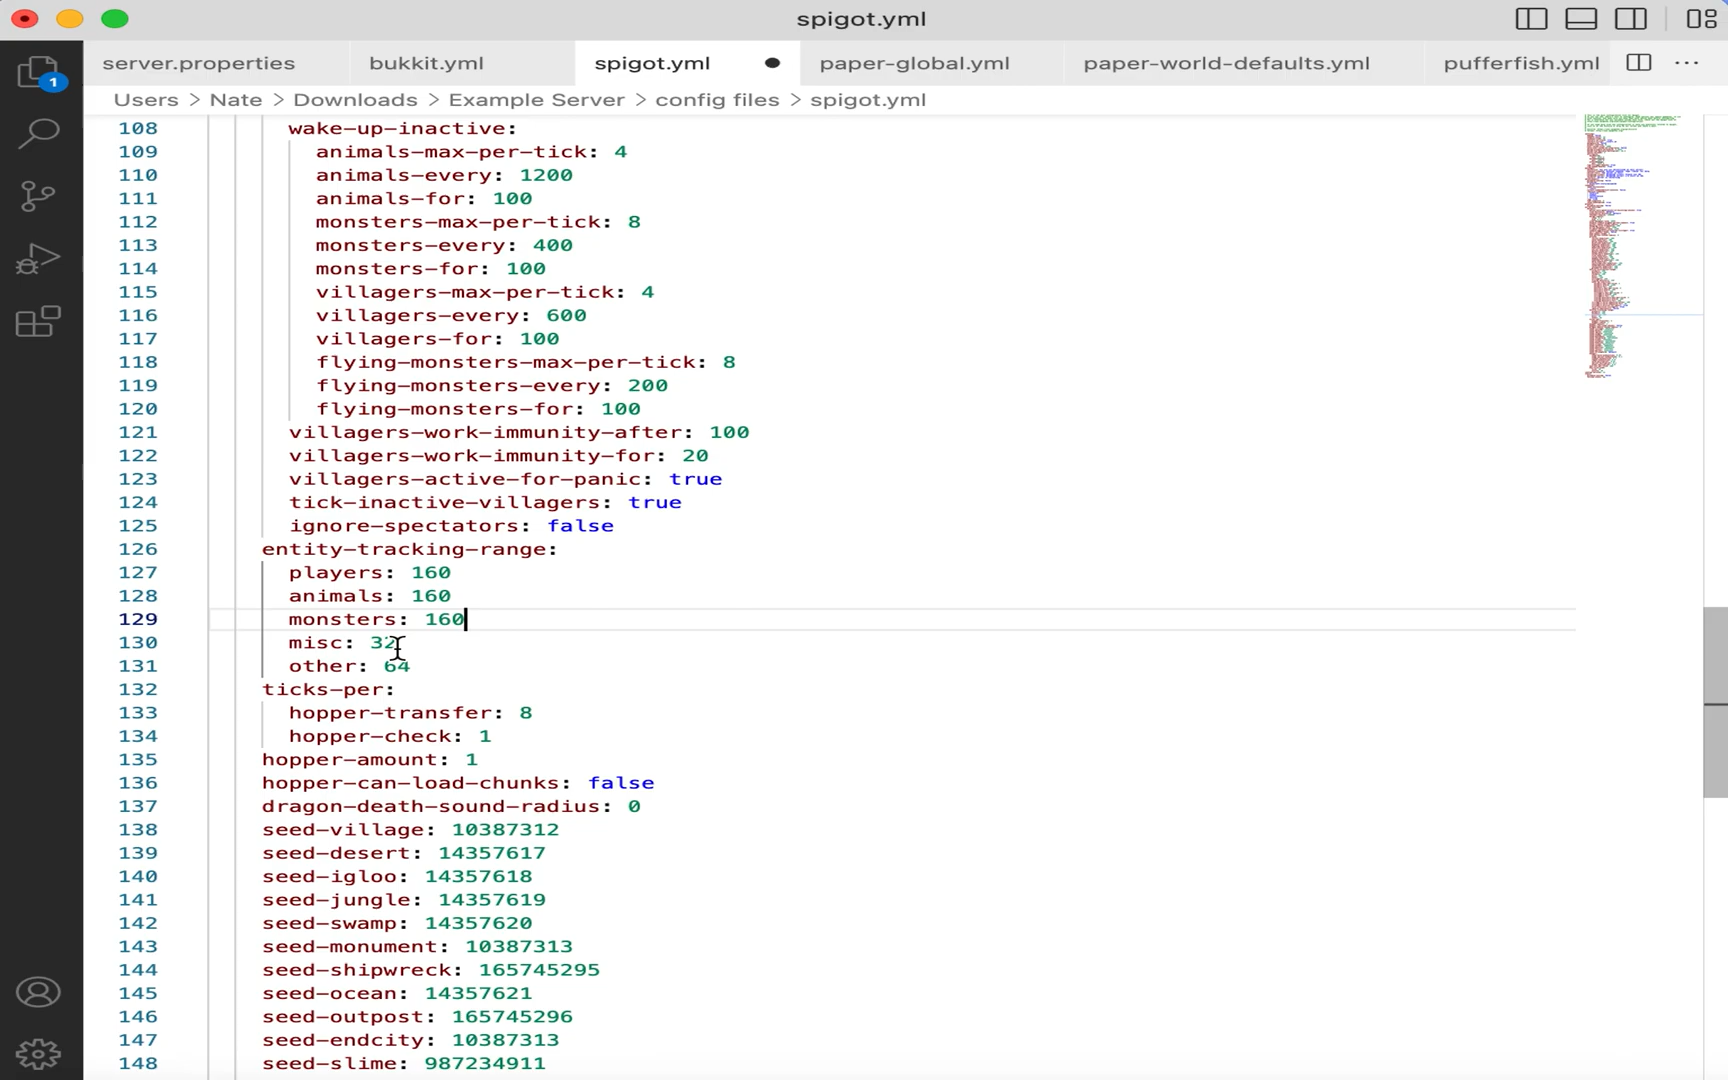 spigot.yml
server.properties
bukkit.yml
spigot.yml
paper-global.yml
paper-world-defaults.yml
pufferfish.yml
1
Users > Nate > Downloads > Example Server > config files > spigot.yml
108 wake-up-inactive:
109 animals-max-per-tick: 4
110 animals-every: 1200
111 animals-for: 100
112 monsters-max-per-tick: 8
113 monsters-every: 400
114 monsters-for: 100
115 villagers-max-per-tick: 4
116 villagers-every: 600
117 villagers-for: 100
118 flying-monsters-max-per-tick: 8
119 flying-monsters-every: 200
120 flying-monsters-for: 100
121 villagers-work-immunity-after: 100
122 villagers-work-immunity-for: 20
123 villagers-active-for-panic: true
124 tick-inactive-villagers: true
125 ignore-spectators: false
126 entity-tracking-range:
127 players: 160
128 animals: 160
129 monsters: 160
130 misc: 32
131 other: 64
132 ticks-per:
133 hopper-transfer: 8
134 hopper-check: 1
135 hopper-amount: 1
136 hopper-can-load-chunks: false
137 dragon-death-sound-radius: 0
138 seed-village: 10387312
139 seed-desert: 14357617
140 seed-igloo: 14357618
141 seed-jungle: 14357619
142 seed-swamp: 14357620
143 seed-monument: 10387313
144 seed-shipwreck: 165745295
145 seed-ocean: 14357621
146 seed-outpost: 165745296
147 seed-endcity: 10387313
148 seed-slime: 987234911